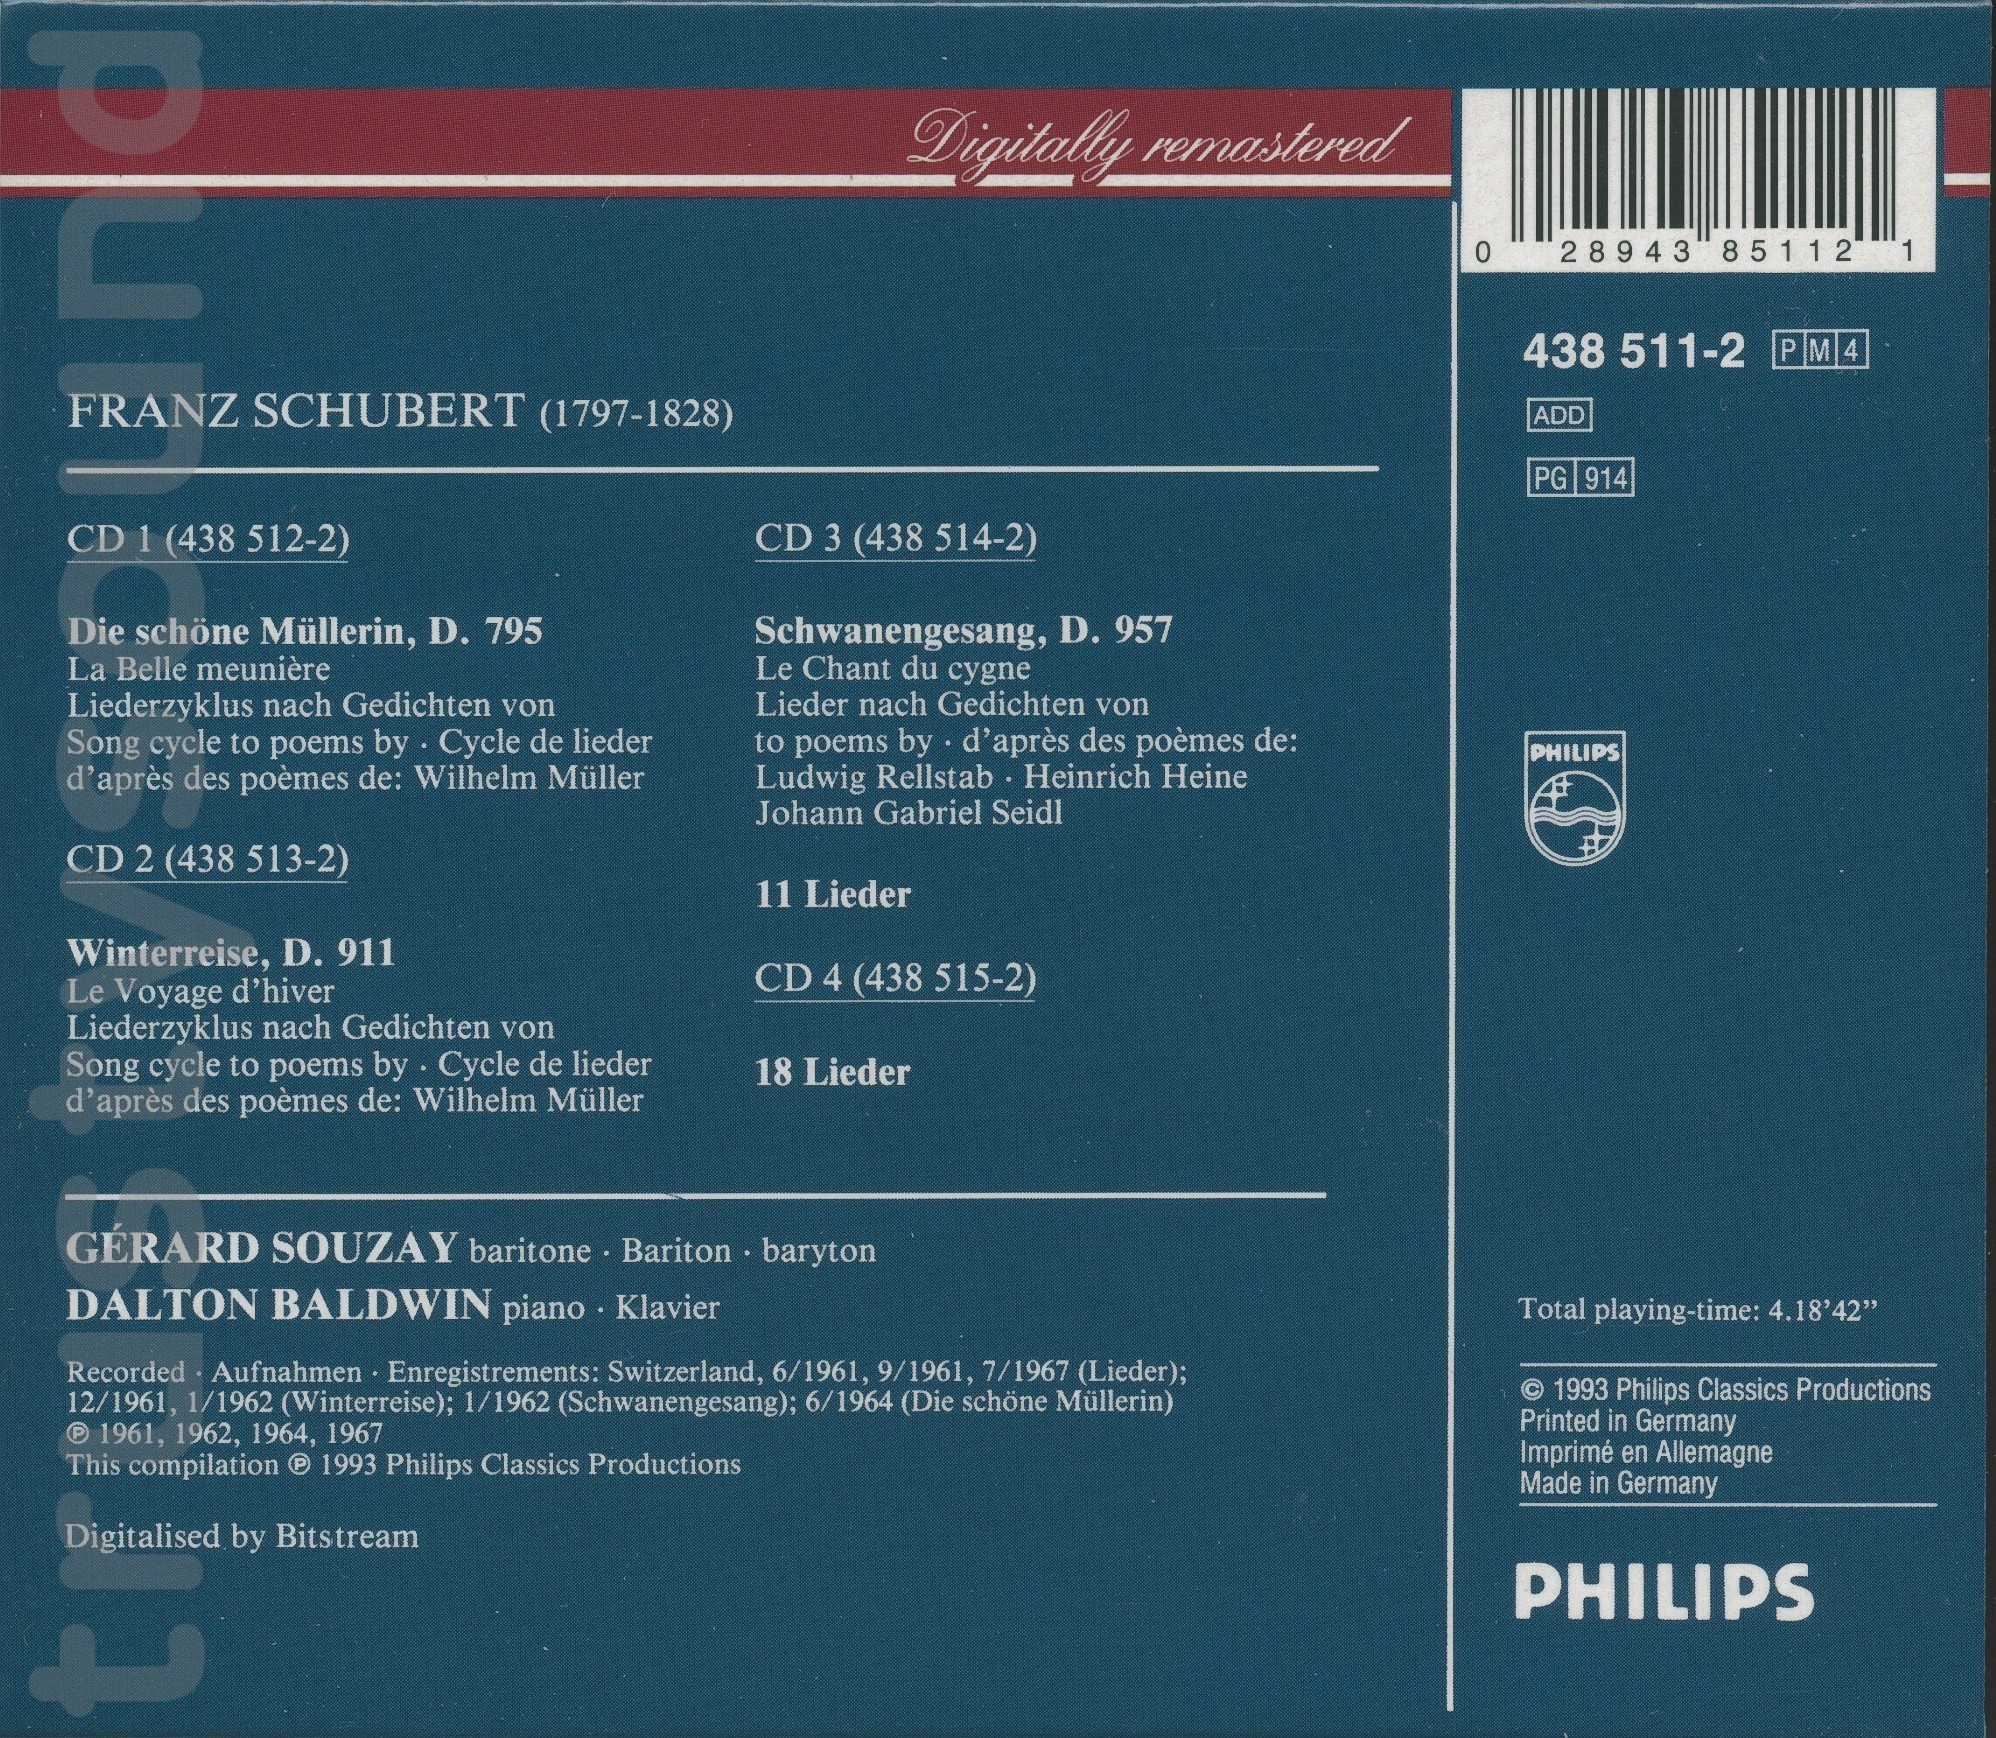 Digitally remastered
0 28943 85112 1
438 511-2 PM4
ADD
PG 914
FRANZ SCHUBERT (1797-1828)
CD 1 (438 512-2)
Die schöne Müllerin, D. 795
La Belle meunière
Liederzyklus nach Gedichten von
Song cycle to poems by · Cycle de lieder
d'après des poèmes de: Wilhelm Müller
CD 2 (438 513-2)
Winterreise, D. 911
Le Voyage d'hiver
Liederzyklus nach Gedichten von
Song cycle to poems by · Cycle de lieder
d'après des poèmes de: Wilhelm Müller
CD 3 (438 514-2)
Schwanengesang, D. 957
Le Chant du cygne
Lieder nach Gedichten von
to poems by · d'après des poèmes de:
Ludwig Rellstab · Heinrich Heine
Johann Gabriel Seidl
11 Lieder
CD 4 (438 515-2)
18 Lieder
GÉRARD SOUZAY baritone · Bariton · baryton
DALTON BALDWIN piano · Klavier
Recorded · Aufnahmen · Enregistrements: Switzerland, 6/1961, 9/1961, 7/1967 (Lieder);
12/1961, 1/1962 (Winterreise); 1/1962 (Schwanengesang); 6/1964 (Die schöne Müllerin)
℗ 1961, 1962, 1964, 1967
This compilation ℗ 1993 Philips Classics Productions
Digitalised by Bitstream
PHILIPS
Total playing-time: 4.18'42”
© 1993 Philips Classics Productions
Printed in Germany
Imprimé en Allemagne
Made in Germany
PHILIPS
trustysound